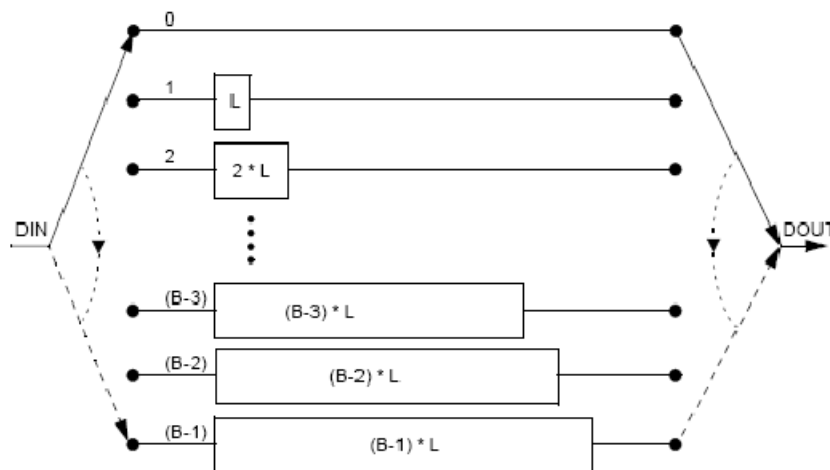 0
1
L
2
2 * L
DIN
DOUT
(B-3)
(B-3) * L
(B-2)
(B-2) * L
(B-1)
(B-1) * L